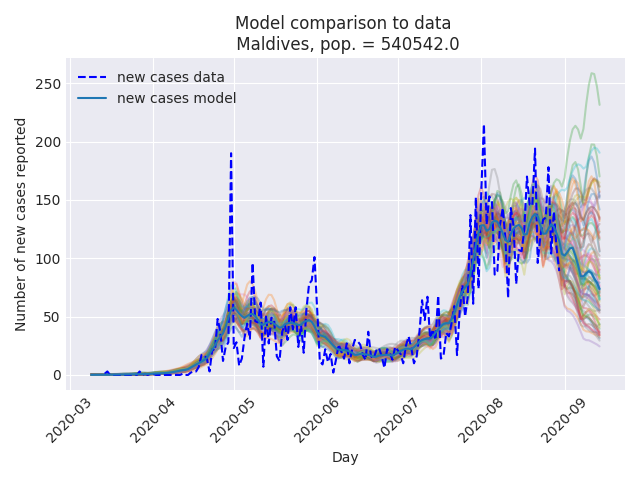 Model comparison to data
Maldives, pop. = 540542.0
new cases data
new cases model
Number of new cases reported
250
200
150
100
50
0
2020-03
2020-04
2020-05
2020-06
2020-07
2020-08
2020-09
Day